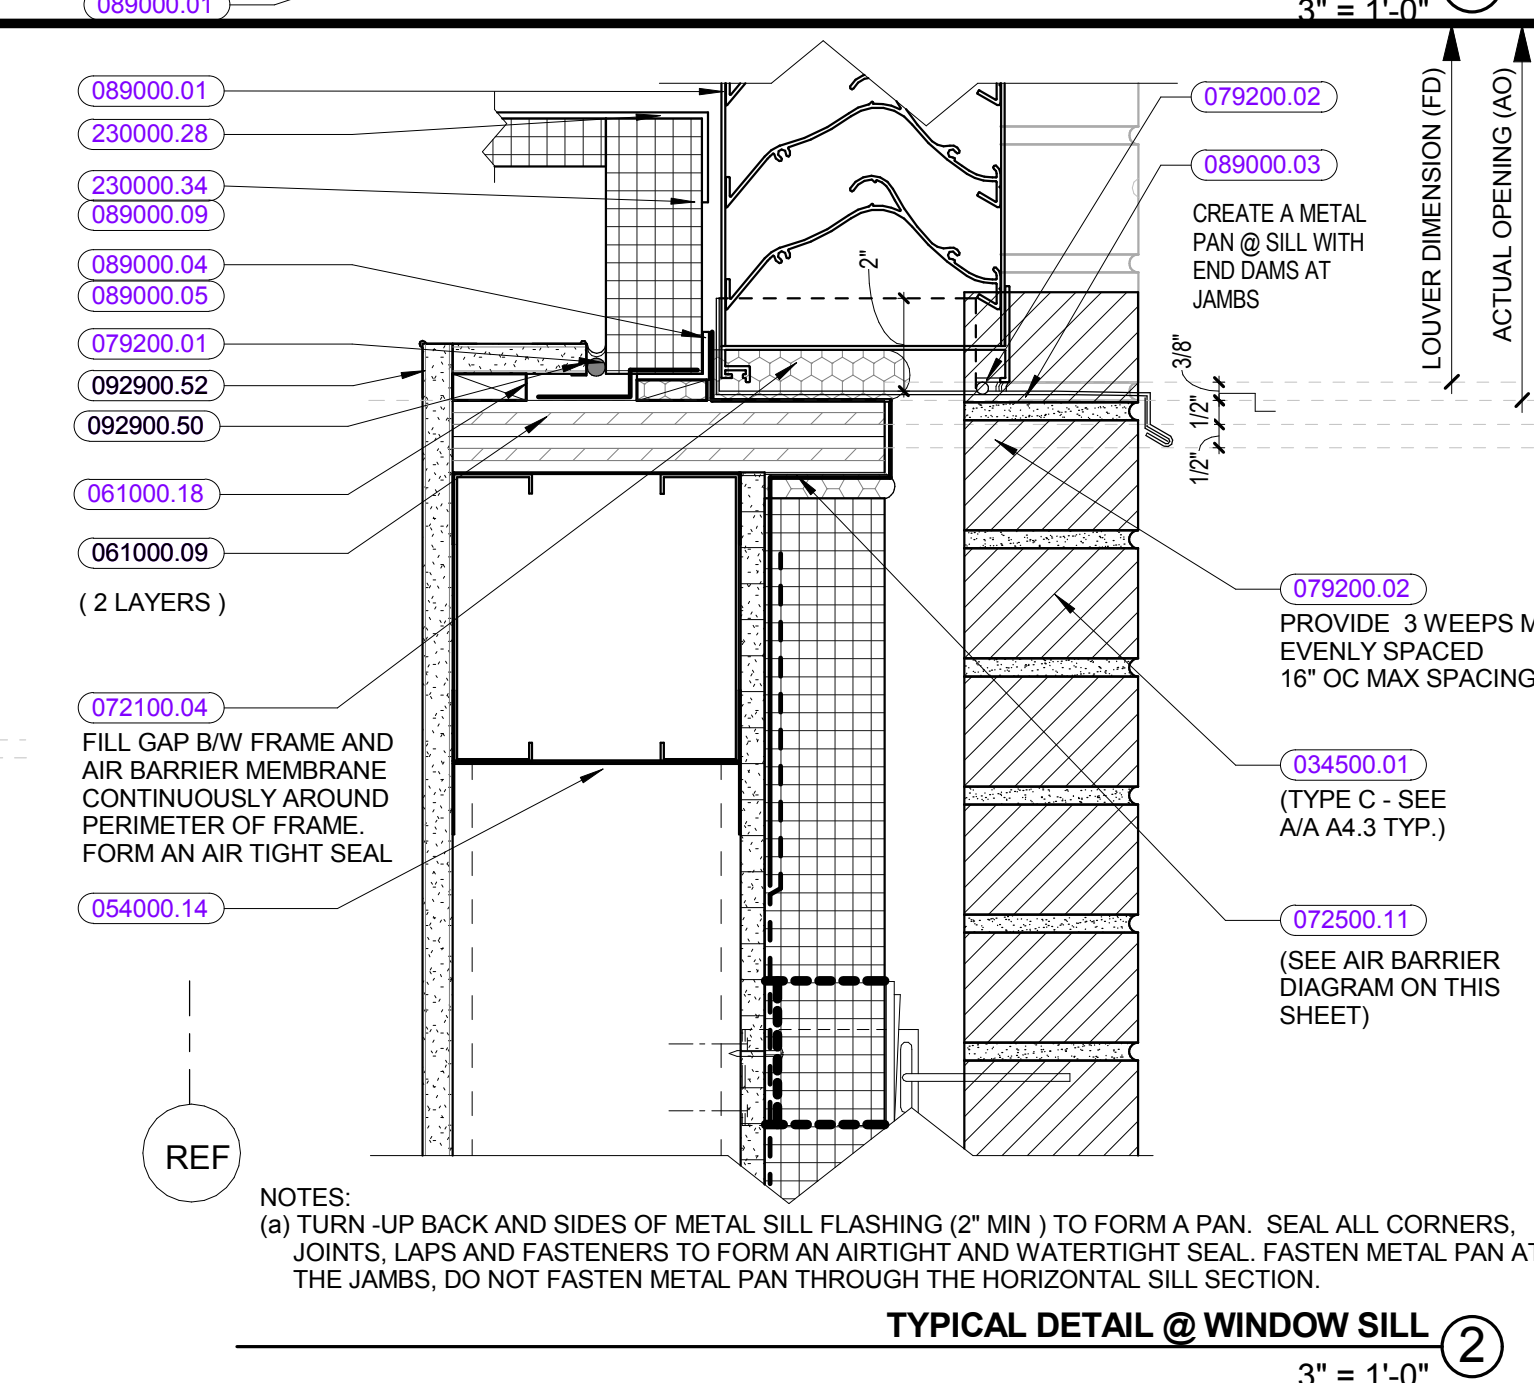 089000.01
3" = 1'-0"
089000.01
230000.28
230000.34
089000.09
089000.04
089000.05
079200.01
092900.52
092900.50
061000.18
061000.09
( 2 LAYERS )
072100.04
FILL GAP B/W FRAME AND
AIR BARRIER MEMBRANE
CONTINUOUSLY AROUND
PERIMETER OF FRAME.
FORM AN AIR TIGHT SEAL
054000.14
REF
2"
079200.02
089000.03
CREATE A METAL
PAN @ SILL WITH
END DAMS AT
JAMBS
3/8"
1/2"
1/2"
LOUVER DIMENSION (FD)
ACTUAL OPENING (AO)
079200.02
PROVIDE 3 WEEPS M
EVENLY SPACED
16" OC MAX SPACING
034500.01
(TYPE C - SEE
A/A A4.3 TYP.)
072500.11
(SEE AIR BARRIER
DIAGRAM ON THIS
SHEET)
NOTES:
(a) TURN -UP BACK AND SIDES OF METAL SILL FLASHING (2" MIN ) TO FORM A PAN. SEAL ALL CORNERS,
JOINTS, LAPS AND FASTENERS TO FORM AN AIRTIGHT AND WATERTIGHT SEAL. FASTEN METAL PAN AT
THE JAMBS, DO NOT FASTEN METAL PAN THROUGH THE HORIZONTAL SILL SECTION.
TYPICAL DETAIL @ WINDOW SILL
2
3" = 1'-0"